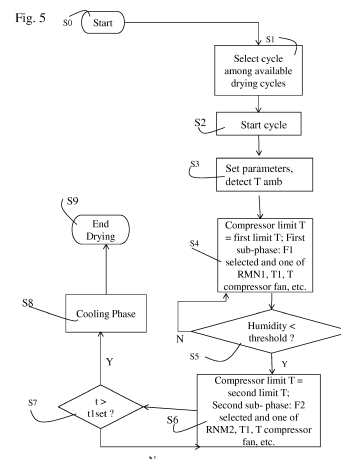 Fig. 5
S0
Start
S1
Select cycle
among available
drying cycles
S2
Start cycle
S3
Set parameters,
detect T amb
S9
End
Drying
S4
Compressor limit T
= first limit T; First
sub-phase: F1
selected and one of
RMN1, T1, T
compressor fan, etc.
S8
Cooling Phase
N
Humidity <
threshold ?
S5
Y
Y
S7
t >
t1set ?
S6
Compressor limit T =
second limit T;
Second sub- phase: F2
selected and one of
RNM2, T1, T compressor
fan, etc.
N